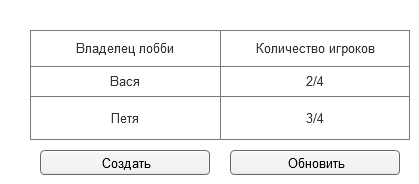 Владелец лобби Количество игроков
Вася 2/4
Петя 3/4
Создать Обновить